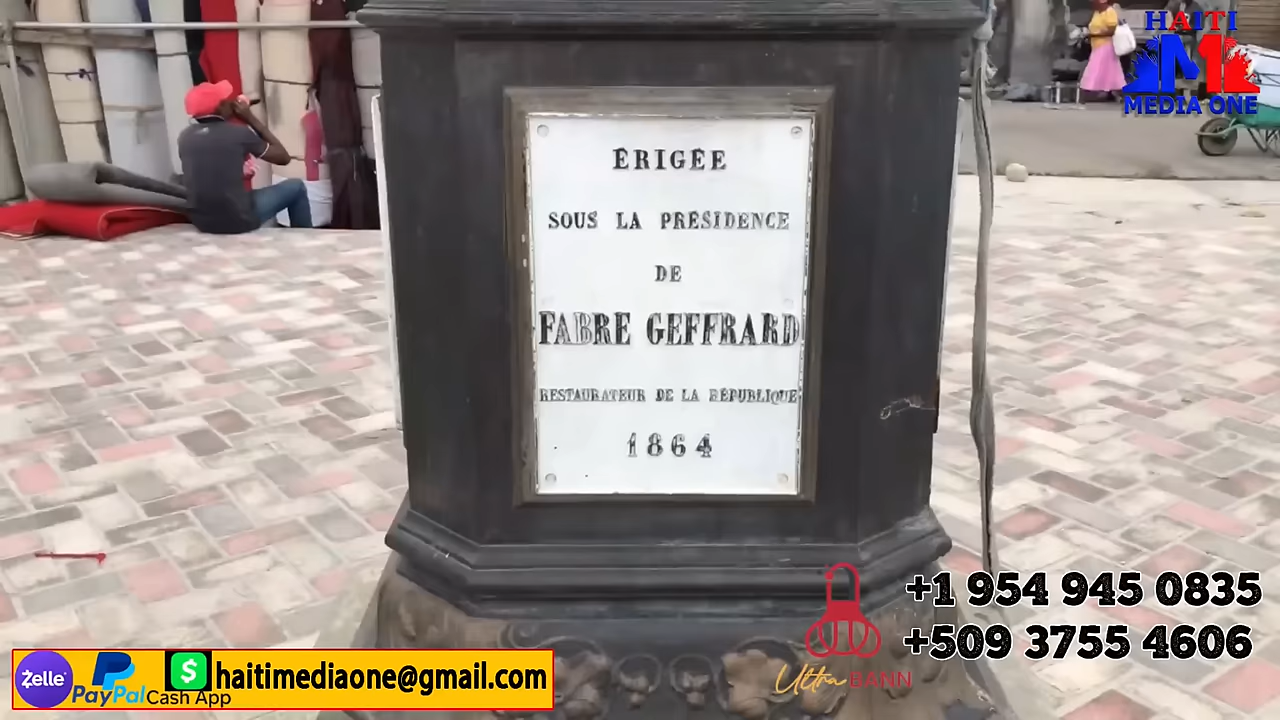 HAITI
M
MEDIA ONE
ÉRIGÉE
SOUS LA PRÉSIDENCE
DE
FABRE GEFFRARD
RESTAURATEUR DE LA RÉPUBLIQUE
1864
+1 954 945 0835
+509 3755 4606
Ultra BANN
Zelle
PayPal
$
Cash App
haitimediaone@gmail.com